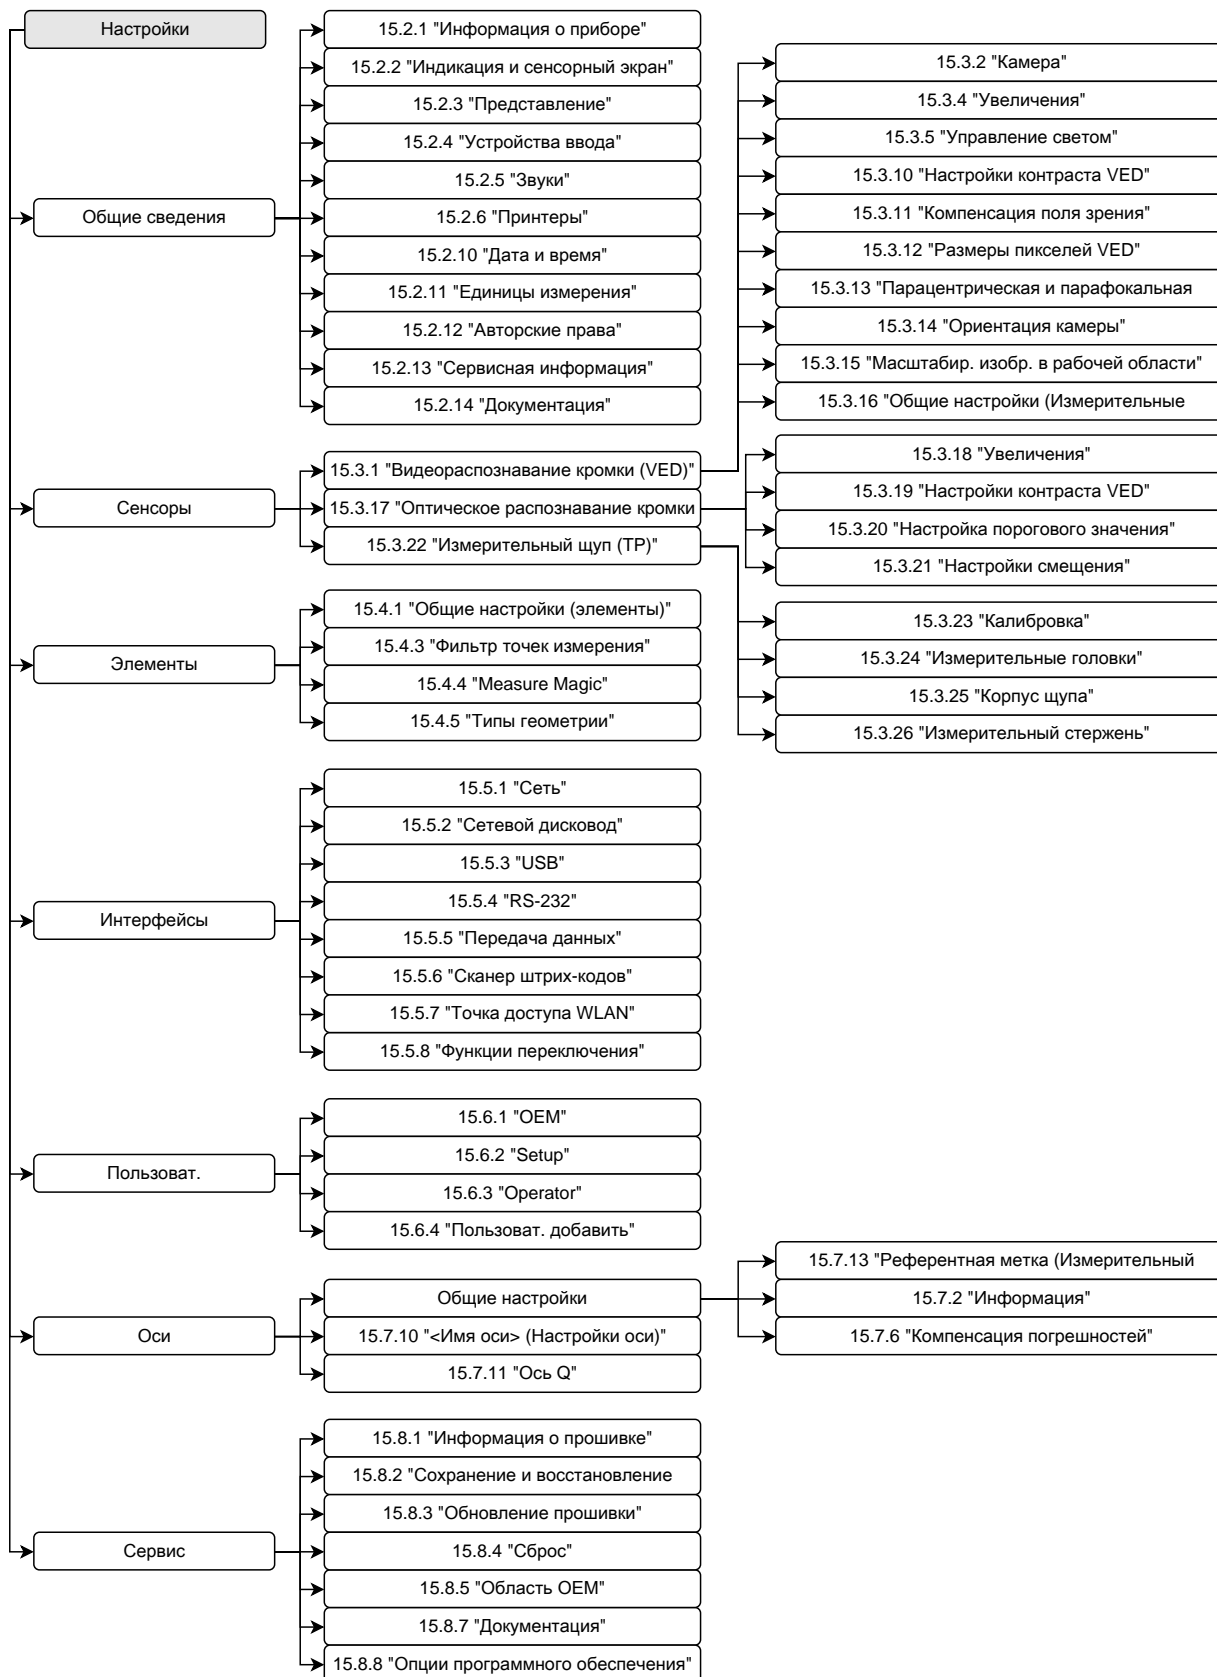 Настройки
Общие сведения
15.2.1 "Информация о приборе"
15.2.2 "Индикация и сенсорный экран"
15.2.3 "Представление"
15.2.4 "Устройства ввода"
15.2.5 "Звуки"
15.2.6 "Принтеры"
15.2.10 "Дата и время"
15.2.11 "Единицы измерения"
15.2.12 "Авторские права"
15.2.13 "Сервисная информация"
15.2.14 "Документация"
Сенсоры
15.3.1 "Видеораспознавание кромки (VED)"
15.3.17 "Оптическое распознавание кромки
15.3.22 "Измерительный щуп (TP)"
15.3.2 "Камера"
15.3.4 "Увеличения"
15.3.5 "Управление светом"
15.3.10 "Настройки контраста VED"
15.3.11 "Компенсация поля зрения"
15.3.12 "Размеры пикселей VED"
15.3.13 "Парацентрическая и парафокальная
15.3.14 "Ориентация камеры"
15.3.15 "Масштабир. изобр. в рабочей области"
15.3.16 "Общие настройки (Измерительные
15.3.18 "Увеличения"
15.3.19 "Настройки контраста VED"
15.3.20 "Настройка порогового значения"
15.3.21 "Настройки смещения"
15.3.23 "Калибровка"
15.3.24 "Измерительные головки"
15.3.25 "Корпус щупа"
15.3.26 "Измерительный стержень"
Элементы
15.4.1 "Общие настройки (элементы)"
15.4.3 "Фильтр точек измерения"
15.4.4 "Measure Magic"
15.4.5 "Типы геометрии"
Интерфейсы
15.5.1 "Сеть"
15.5.2 "Сетевой дисковод"
15.5.3 "USB"
15.5.4 "RS-232"
15.5.5 "Передача данных"
15.5.6 "Сканер штрих-кодов"
15.5.7 "Точка доступа WLAN"
15.5.8 "Функции переключения"
Пользоват.
15.6.1 "OEM"
15.6.2 "Setup"
15.6.3 "Operator"
15.6.4 "Пользоват. добавить"
Оси
Общие настройки
15.7.10 "<Имя оси> (Настройки оси)"
15.7.11 "Ось Q"
15.7.13 "Референтная метка (Измерительный
15.7.2 "Информация"
15.7.6 "Компенсация погрешностей"
Сервис
15.8.1 "Информация о прошивке"
15.8.2 "Сохранение и восстановление
15.8.3 "Обновление прошивки"
15.8.4 "Сброс"
15.8.5 "Область OEM"
15.8.7 "Документация"
15.8.8 "Опции программного обеспечения"